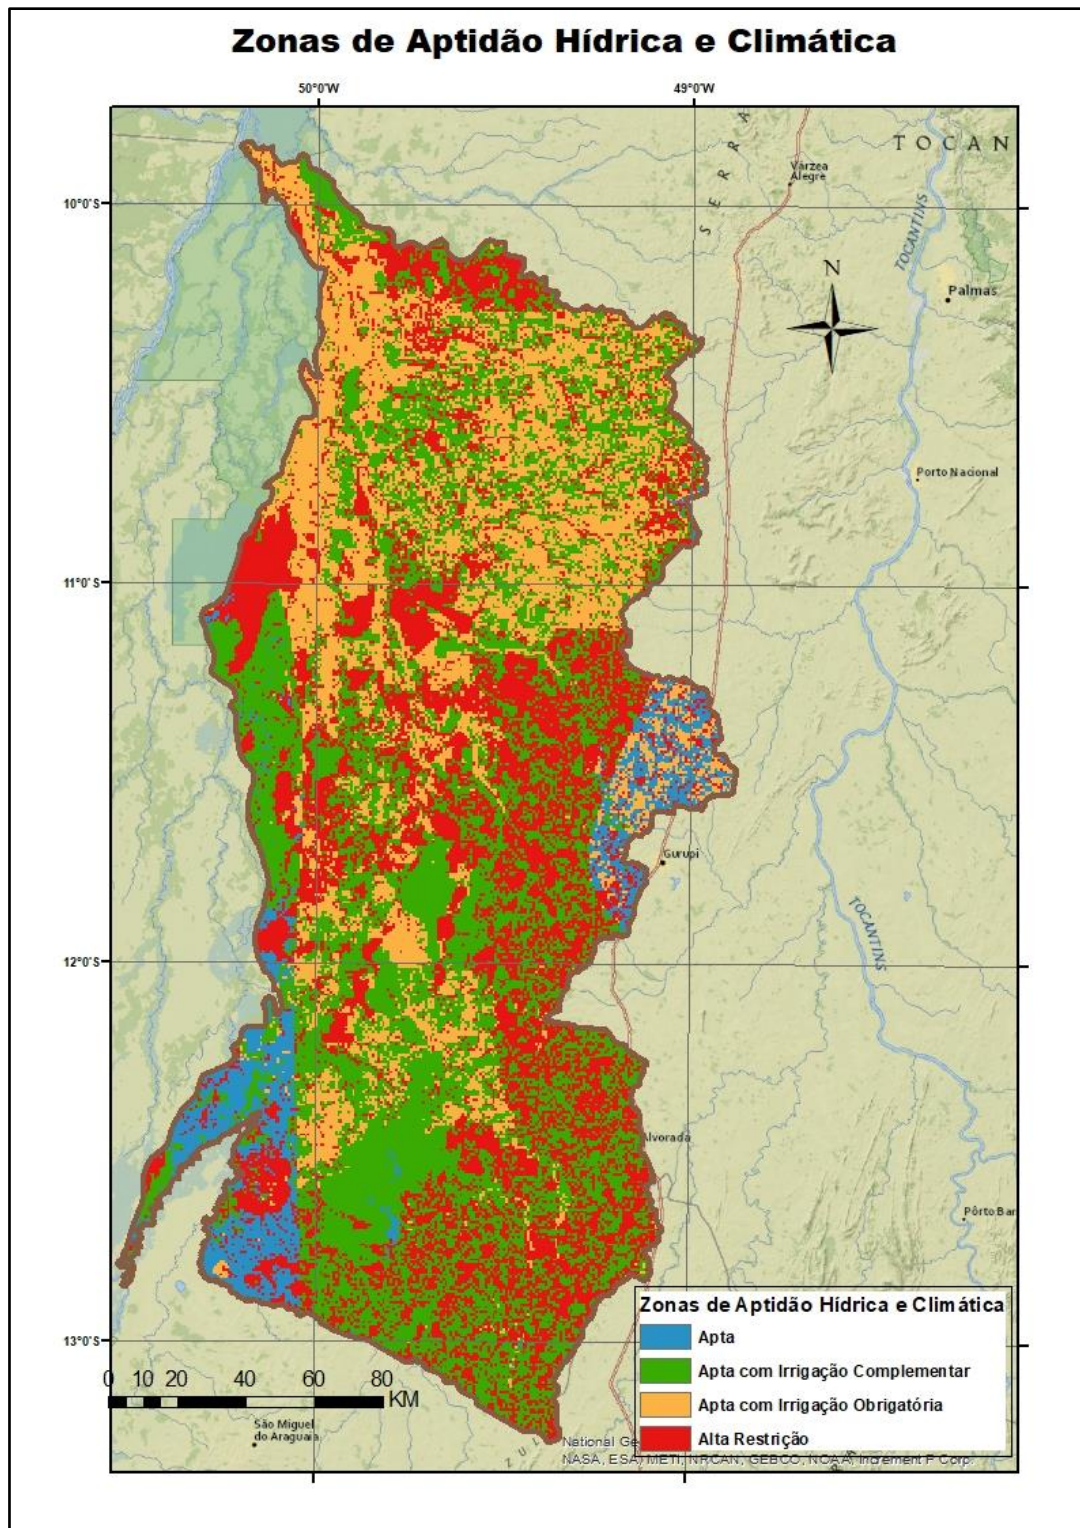 Zonas de Aptidão Hídrica e Climática
50°0'0"W
49°0'0"W
TOCAN
Várzea
Alegre
SERRA
10°0'S
TOCANTINS
N
Palmas
Porto Nacional
11°0'S
Gurupi
TOCANTINS
12°0'S
Alvorada
Pôrto Bar
Zonas de Aptidão Hídrica e Climática
Apta
Apta com Irrigação Complementar
Apta com Irrigação Obrigatória
Alta Restrição
13°0'S
0 10 20 60 80
KM
São Miguel
do Araguaia
National Ge
NASA, ESA, METI, NRCAN, GEBCO, NOAA, increment P Corp.